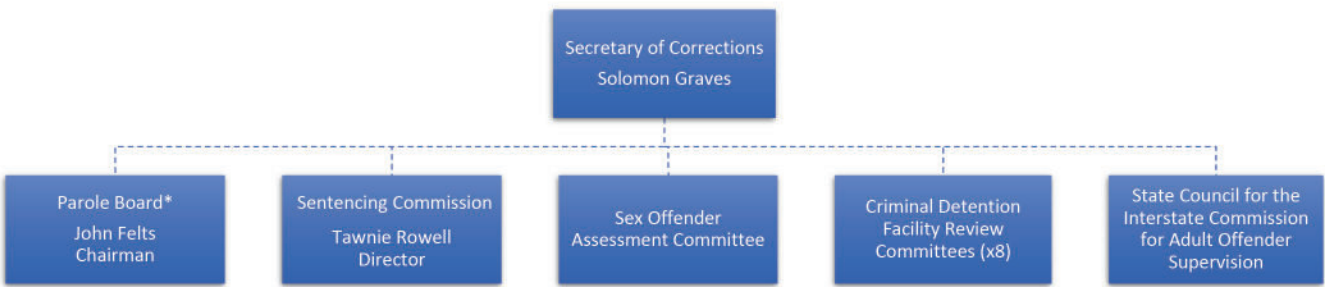 Secretary of Corrections
Solomon Graves
Parole Board*
John Felts
Chairman
Sentencing Commission
Tawnie Rowell
Director
Sex Offender
Assessment Committee
Criminal Detention
Facility Review
Committees (x8)
State Council for the
Interstate Commission
for Adult Offender
Supervision